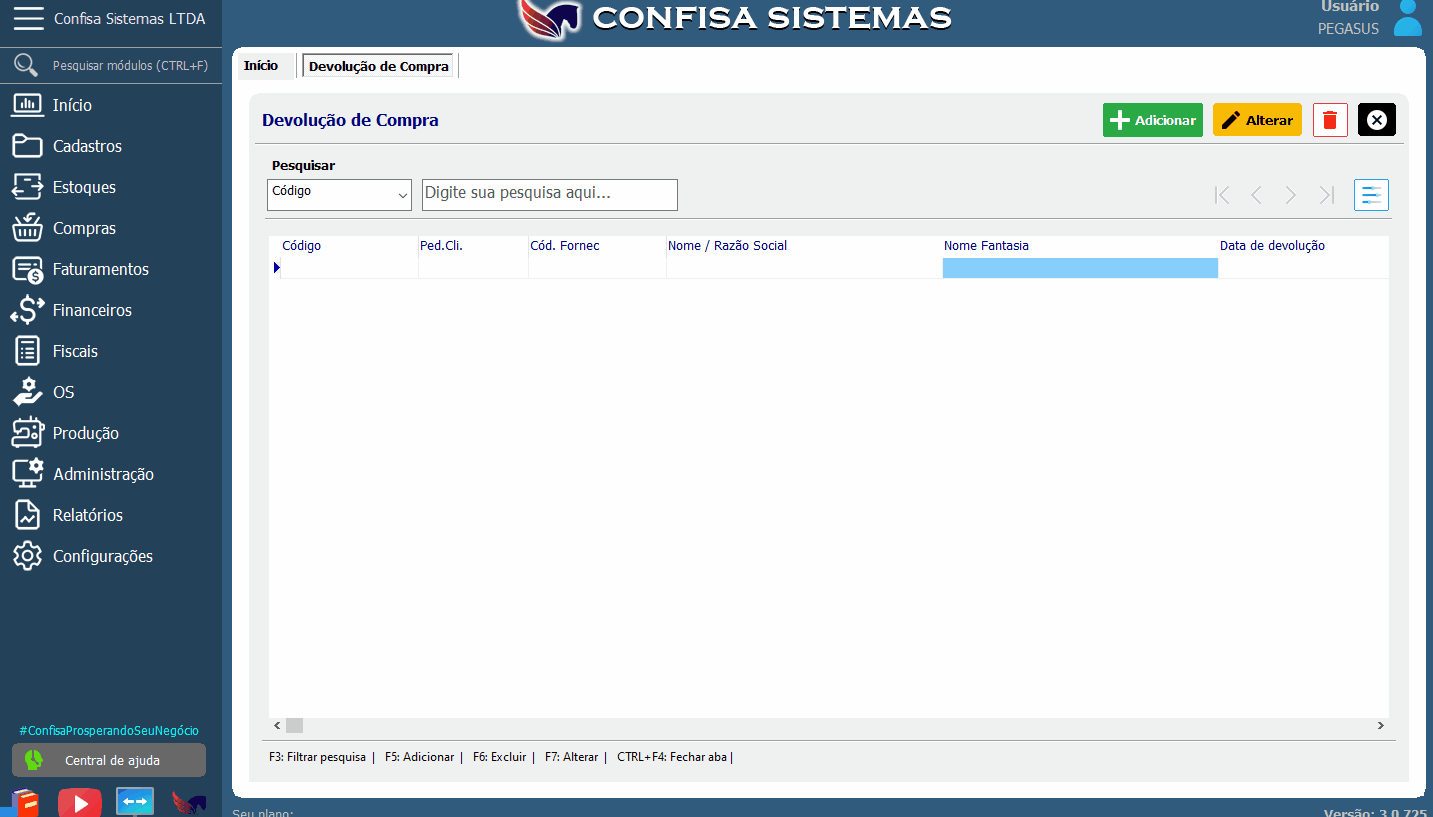 Confisa Sistemas LTDA
CONFISA SISTEMAS
Usuário
PEGASUS
Pesquisar módulos (CTRL+F)
Início
Cadastros
Estoques
Compras
Faturamentos
Financeiros
Fiscais
OS
Produção
Administração
Relatórios
Configurações
#ConfisaProsperandoSeuNegócio
Central de ajuda
Início
Devolução de Compra
Devolução de Compra
Adicionar
Alterar
Pesquisar
Código
Digite sua pesquisa aqui...
Código Ped.Cli. Cód. Fornec Nome / Razão Social Nome Fantasia Data de devolução
F3: Filtrar pesquisa | F5: Adicionar | F6: Excluir | F7: Alterar | CTRL+F4: Fechar aba |
Seu plano:
Versão: 3.0.725